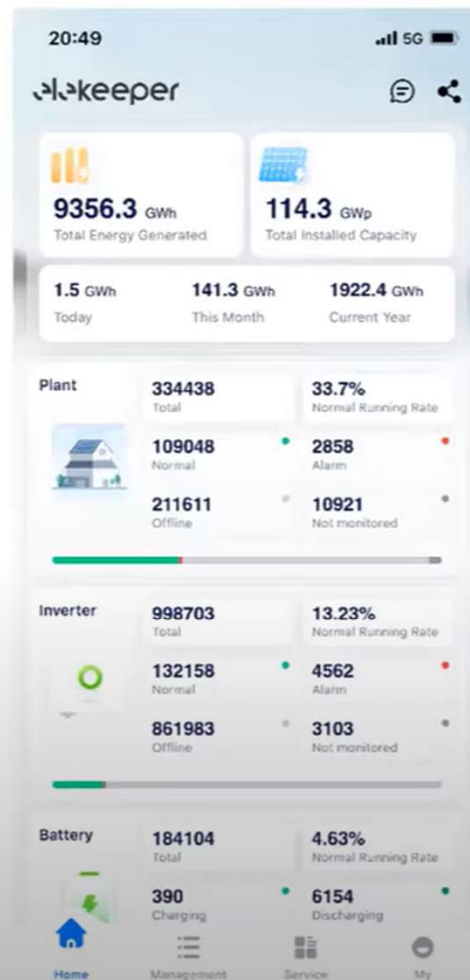 20:49 5G
elekeeper
9356.3 GWh 114.3 GWp
Total Energy Generated Total Installed Capacity
1.5 GWh 141.3 GWh 1922.4 GWh
Today This Month Current Year
Plant 334438 33.7%
Total Normal Running Rate
109048 2858
Normal Alarm
211611 10921
Offline Not monitored
Inverter 998703 13.23%
Total Normal Running Rate
132158 4562
Normal Alarm
861983 3103
Offline Not monitored
Battery 184104 4.63%
Total Normal Running Rate
390 6154
Charging Discharging
Home Management Service My